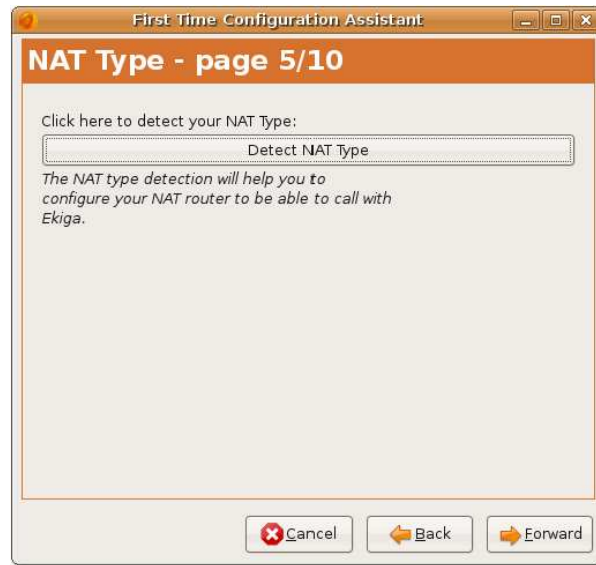 First Time Configuration Assistant
NAT Type - page 5/10
Click here to detect your NAT Type:
Detect NAT Type
The NAT type detection will help you to
configure your NAT router to be able to call with
Ekiga.
Cancel
Back
Forward